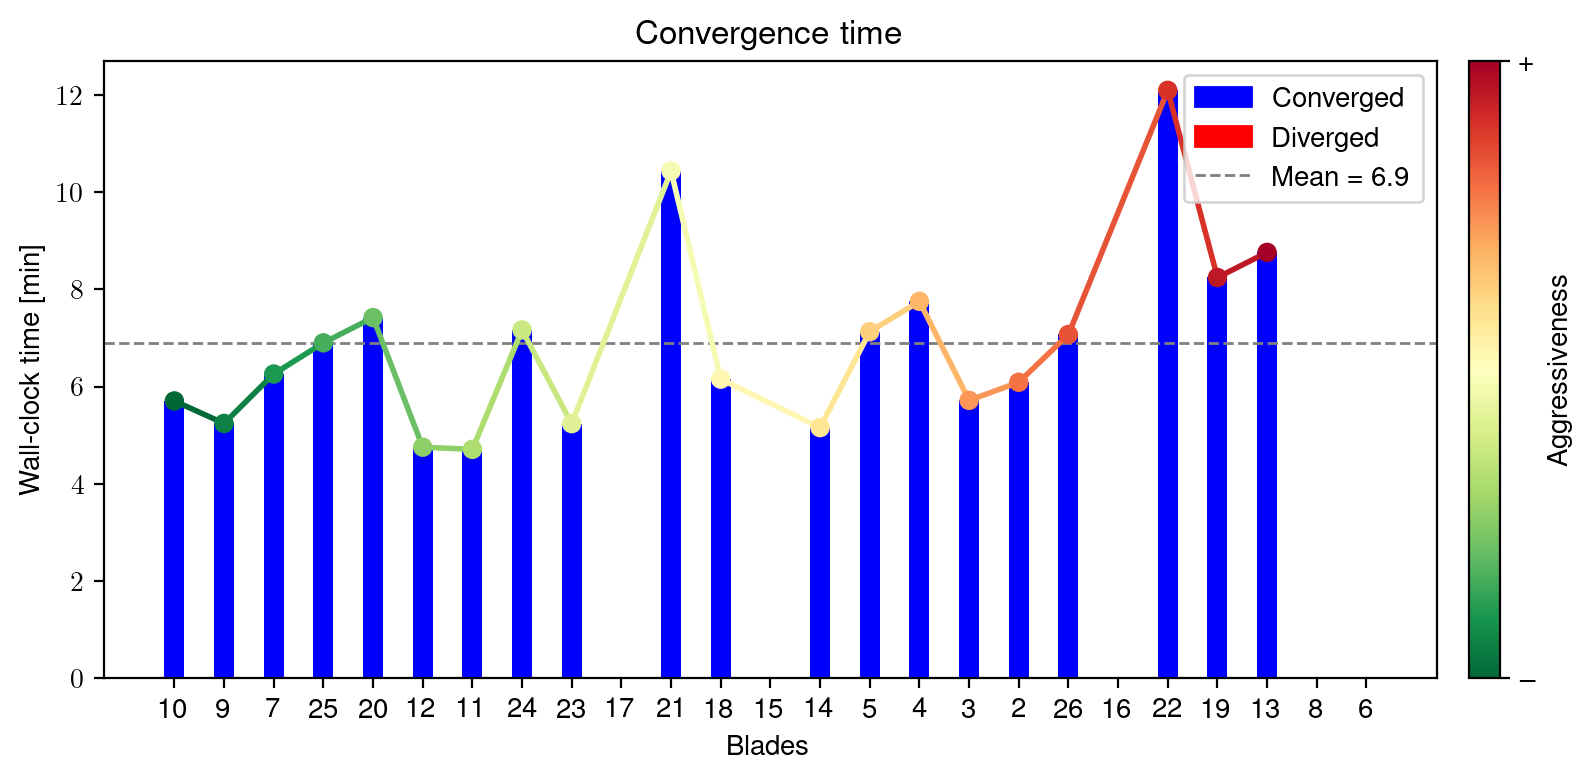 Convergence time
Wall-clock time [min]
12
10
8
6
4
2
0
Converged
Diverged
Mean = 6.9
10 9 7 25 20 12 11 24 23 17 21 18 15 14 5 4 3 2 26 16 22 19 13 8 6
Blades
+
Aggressiveness
−